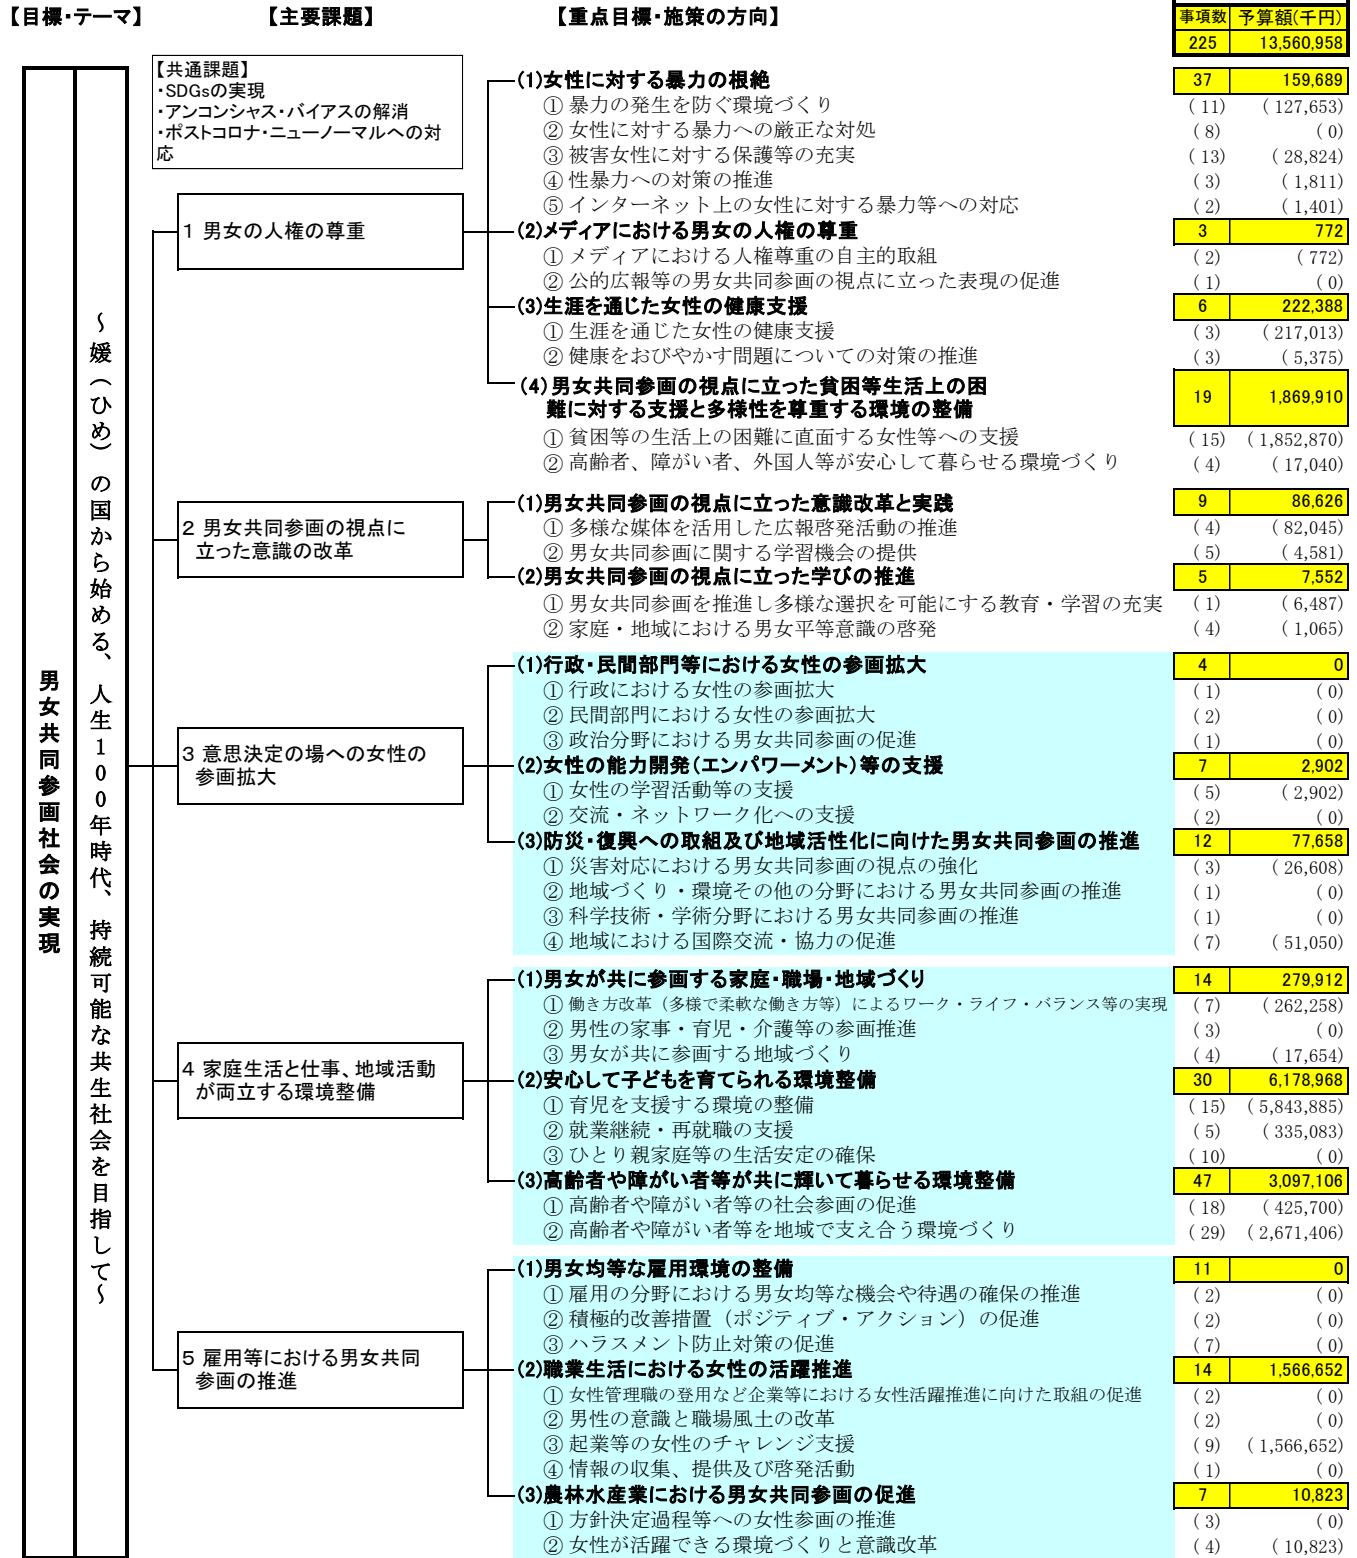 【目標・テーマ】 【主要課題】 【重点目標・施策の方向】 事項数 予算額(千円)
225 13,560,958
【共通課題】
・SDGsの実現
・アンコンシャス・バイアスの解消
・ポストコロナ・ニューノーマルへの対
応
男女共同参画社会の実現
～媛（ひめ）の国から始める、人生100年時代、持続可能な共生社会を目指して～
1 男女の人権の尊重
(1)女性に対する暴力の根絶 37 159,689
① 暴力の発生を防ぐ環境づくり ( 11) ( 127,653)
② 女性に対する暴力への厳正な対処 ( 8) ( 0)
③ 被害女性に対する保護等の充実 ( 13) ( 28,824)
④ 性暴力への対策の推進 ( 3) ( 1,811)
⑤ インターネット上の女性に対する暴力等への対応 ( 2) ( 1,401)
(2)メディアにおける男女の人権の尊重 3 772
① メディアにおける人権尊重の自主的取組 ( 2) ( 772)
② 公的広報等の男女共同参画の視点に立った表現の促進 ( 1) ( 0)
(3)生涯を通じた女性の健康支援 6 222,388
① 生涯を通じた女性の健康支援 ( 3) ( 217,013)
② 健康をおびやかす問題についての対策の推進 ( 3) ( 5,375)
(4)男女共同参画の視点に立った貧困等生活上の困
難に対する支援と多様性を尊重する環境の整備 19 1,869,910
① 貧困等の生活上の困難に直面する女性等への支援 ( 15) ( 1,852,870)
② 高齢者、障がい者、外国人等が安心して暮らせる環境づくり ( 4) ( 17,040)
2 男女共同参画の視点に
立った意識の改革
(1)男女共同参画の視点に立った意識改革と実践 9 86,626
① 多様な媒体を活用した広報啓発活動の推進 ( 4) ( 82,045)
② 男女共同参画に関する学習機会の提供 ( 5) ( 4,581)
(2)男女共同参画の視点に立った学びの推進 5 7,552
① 男女共同参画を推進し多様な選択を可能にする教育・学習の充実 ( 1) ( 6,487)
② 家庭・地域における男女平等意識の啓発 ( 4) ( 1,065)
3 意思決定の場への女性の
参画拡大
(1)行政・民間部門等における女性の参画拡大 4 0
① 行政における女性の参画拡大 ( 1) ( 0)
② 民間部門における女性の参画拡大 ( 2) ( 0)
③ 政治分野における男女共同参画の促進 ( 1) ( 0)
(2)女性の能力開発(エンパワーメント)等の支援 7 2,902
① 女性の学習活動等の支援 ( 5) ( 2,902)
② 交流・ネットワーク化への支援 ( 2) ( 0)
(3)防災・復興への取組及び地域活性化に向けた男女共同参画の推進 12 77,658
① 災害対応における男女共同参画の視点の強化 ( 3) ( 26,608)
② 地域づくり・環境その他の分野における男女共同参画の推進 ( 1) ( 0)
③ 科学技術・学術分野における男女共同参画の推進 ( 1) ( 0)
④ 地域における国際交流・協力の促進 ( 7) ( 51,050)
4 家庭生活と仕事、地域活動
が両立する環境整備
(1)男女が共に参画する家庭・職場・地域づくり 14 279,912
① 働き方改革（多様で柔軟な働き方等）によるワーク・ライフ・バランス等の実現 ( 7) ( 262,258)
② 男性の家事・育児・介護等の参画推進 ( 3) ( 0)
③ 男女が共に参画する地域づくり ( 4) ( 17,654)
(2)安心して子どもを育てられる環境整備 30 6,178,968
① 育児を支援する環境の整備 ( 15) ( 5,843,885)
② 就業継続・再就職の支援 ( 5) ( 335,083)
③ ひとり親家庭等の生活安定の確保 ( 10) ( 0)
(3)高齢者や障がい者等が共に輝いて暮らせる環境整備 47 3,097,106
① 高齢者や障がい者等の社会参画の促進 ( 18) ( 425,700)
② 高齢者や障がい者等を地域で支え合う環境づくり ( 29) ( 2,671,406)
5 雇用等における男女共同
参画の推進
(1)男女均等な雇用環境の整備 11 0
① 雇用の分野における男女均等な機会や待遇の確保の推進 ( 2) ( 0)
② 積極的改善措置（ポジティブ・アクション）の促進 ( 2) ( 0)
③ ハラスメント防止対策の促進 ( 7) ( 0)
(2)職業生活における女性の活躍推進 14 1,566,652
① 女性管理職の登用など企業等における女性活躍推進に向けた取組の促進 ( 2) ( 0)
② 男性の意識と職場風土の改革 ( 2) ( 0)
③ 起業等の女性のチャレンジ支援 ( 9) ( 1,566,652)
④ 情報の収集、提供及び啓発活動 ( 1) ( 0)
(3)農林水産業における男女共同参画の促進 7 10,823
① 方針決定過程等への女性参画の推進 ( 3) ( 0)
② 女性が活躍できる環境づくりと意識改革 ( 4) ( 10,823)